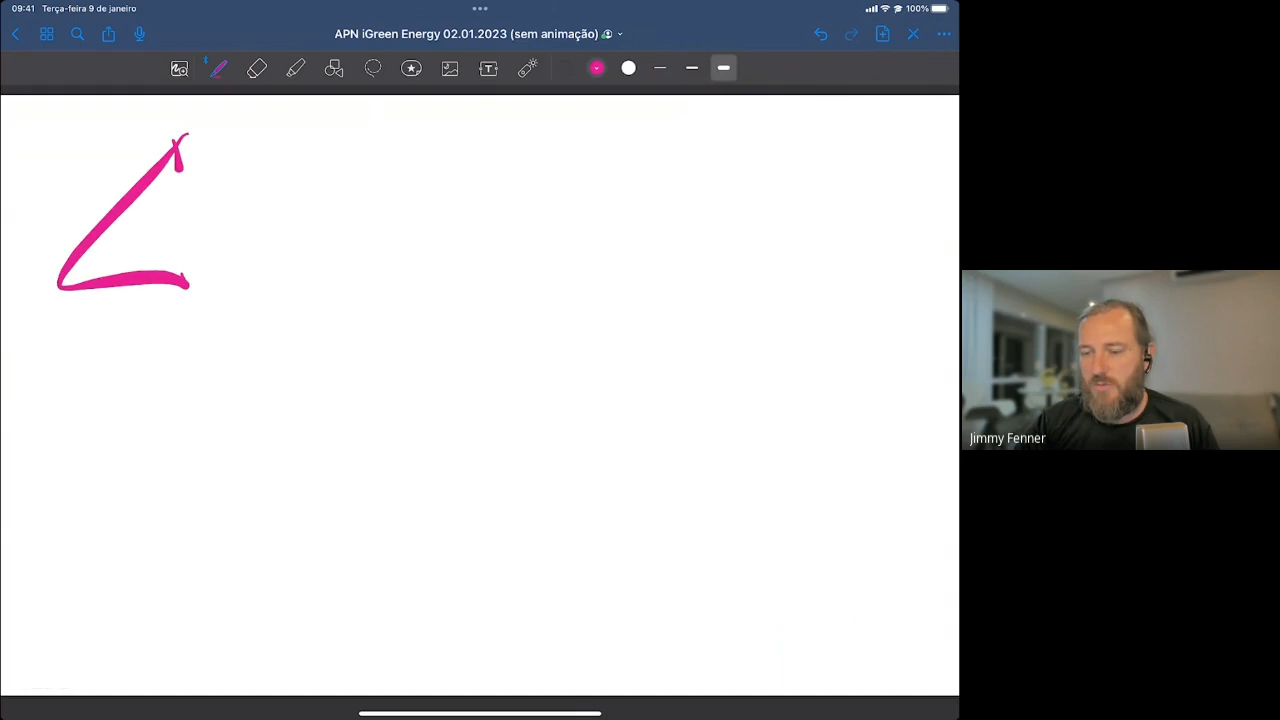 09:41 Terça-feira 9 de janeiro
100%
APN iGreen Energy 02.01.2023 (sem animação)
T
Jimmy Fenner